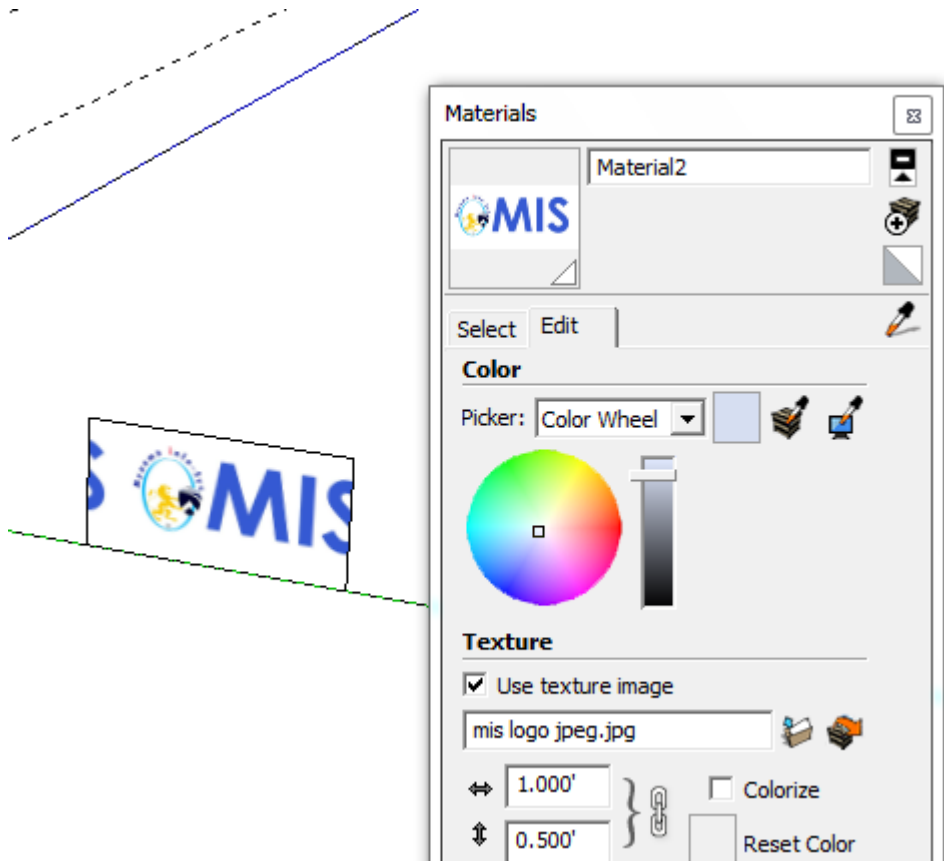 Materials
Material2
MIS
Select
Edit
Color
Picker:
Color Wheel
S
MIS
Texture
Use texture image
mis logo jpeg.jpg
1.000'
Colorize
0.500'
Reset Color